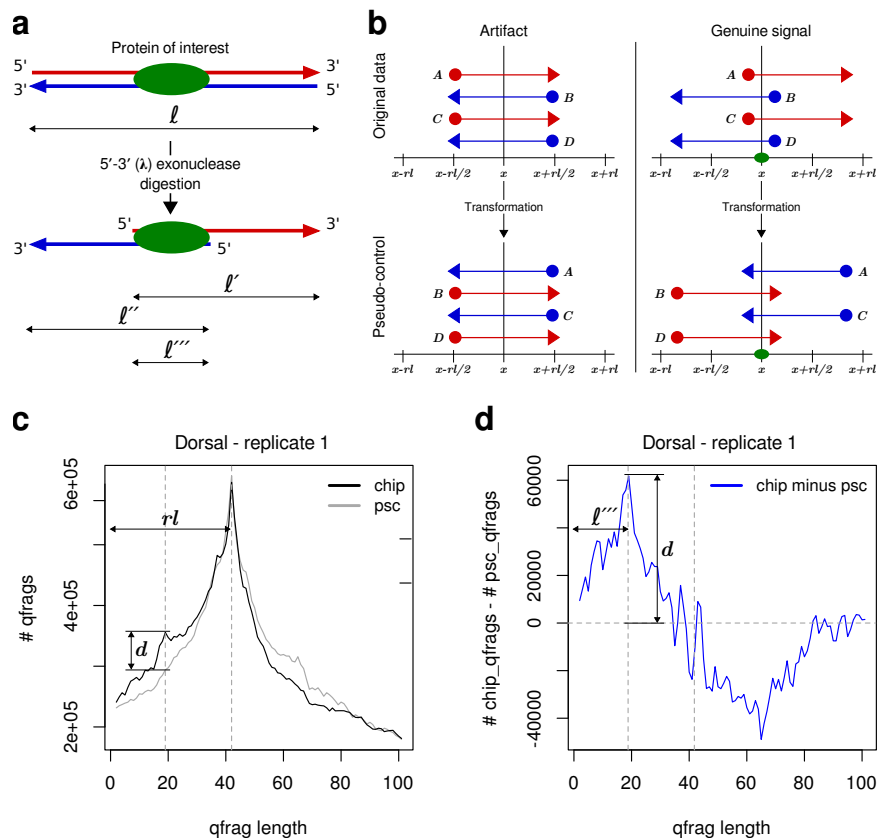 a
Protein of interest
5′ 3′
3′ 5′
ℓ
5′-3′ (λ) exonuclease
digestion
5' 3'
3' 5'
ℓ′
ℓ′′
ℓ′′′
b
Artifact Genuine signal
Original data
A
B
C
D
x-rl x-rl/2 x x+rl/2 x+rl
A
B
C
D
x-rl x-rl/2 x x+rl/2 x+rl
Transformation Transformation
Pseudo-control
A
B
C
D
x-rl x-rl/2 x x+rl/2 x+rl
A
B
C
D
x-rl x-rl/2 x x+rl/2 x+rl
c
Dorsal - replicate 1
# qfrags
6e+05
4e+05
2e+05
chip
psc
rl
d
0 20 40 60 80 100
qfrag length
d
Dorsal - replicate 1
# chip_qfrags - # psc_qfrags
60000
20000
0
-40000
chip minus psc
ℓ′′′
d
0 20 40 60 80 100
qfrag length